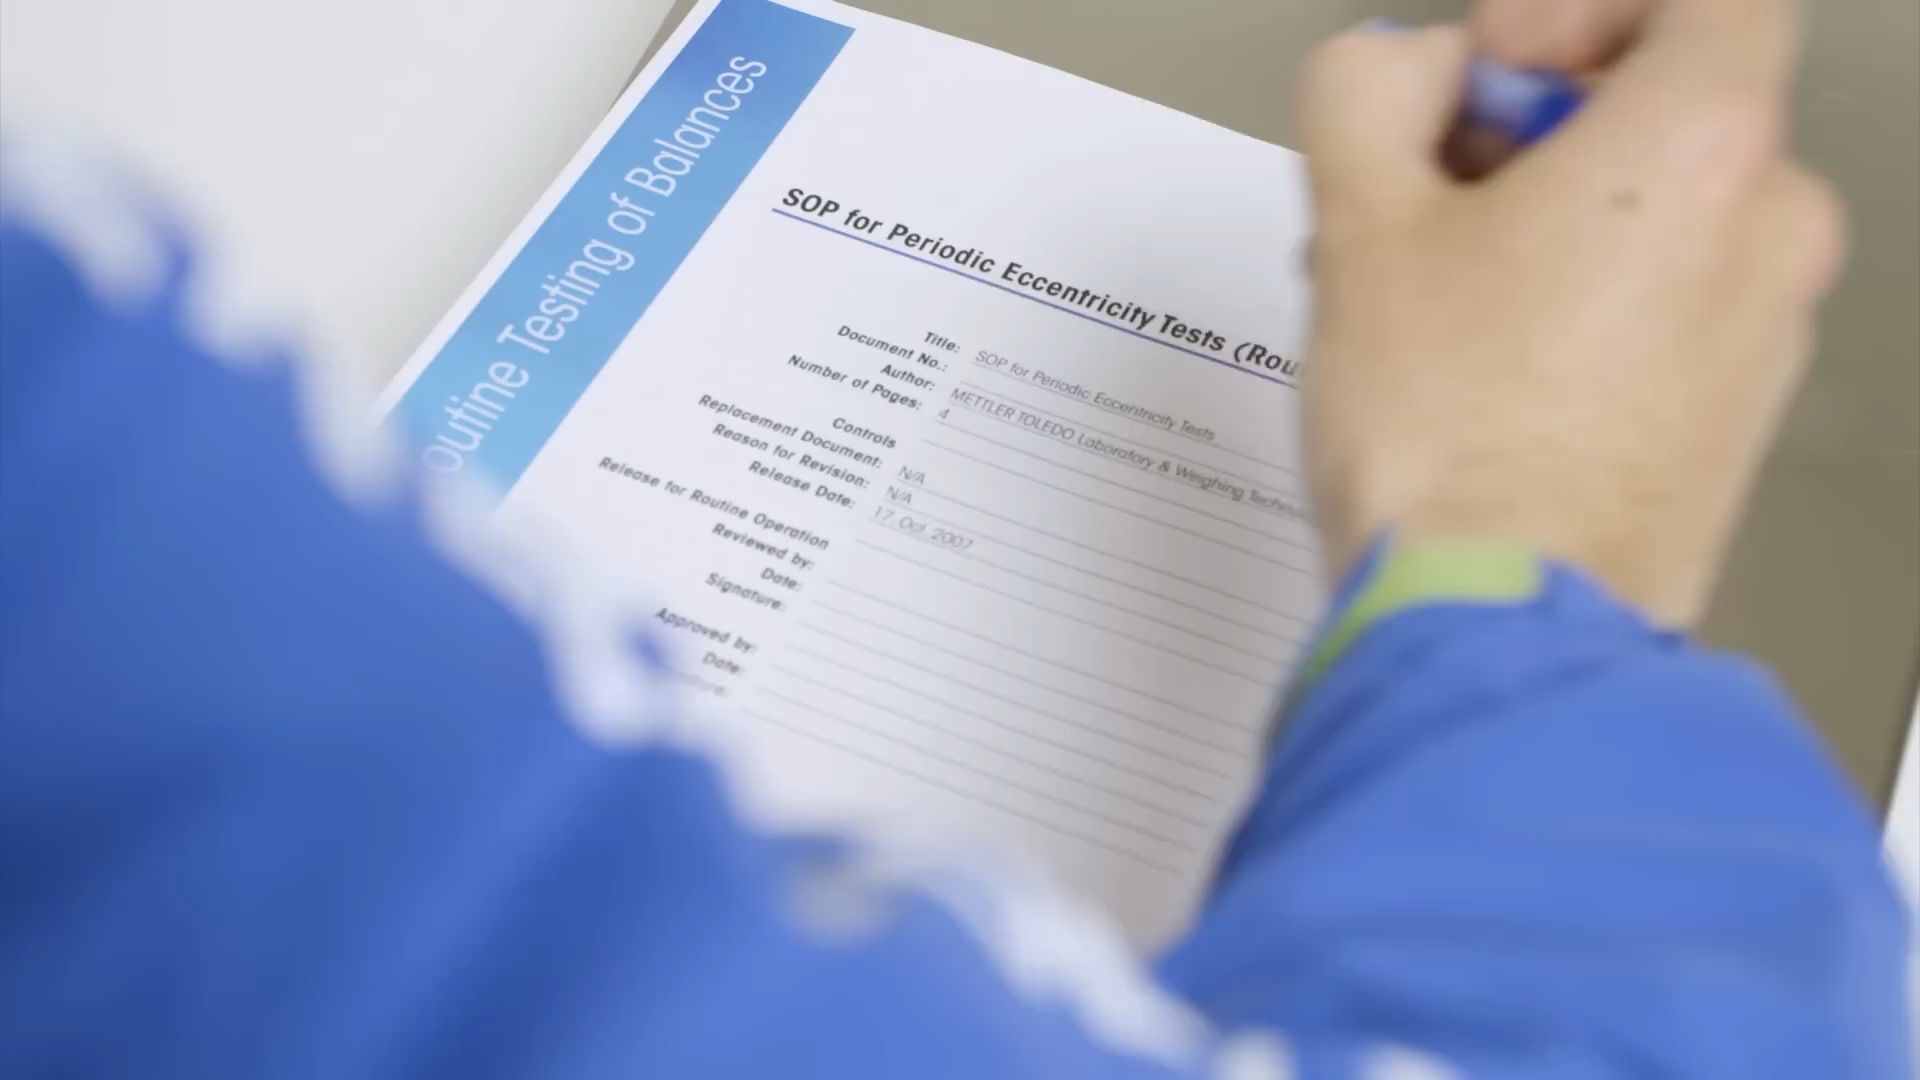 outine Testing of Balances
SOP for Periodic Eccentricity Tests (Rou
Title: SOP for Periodic Eccentricity Tests
Document No.:
Author: METTLER TOLEDO Laboratory & Weighing
Number of Pages: 4
Controls
Replacement Document: N/A
Reason for Revision: N/A
Release Date: 17. Oct. 2007
Release for Routine Operation
Reviewed by:
Date:
Signature:
Approved by:
Date: